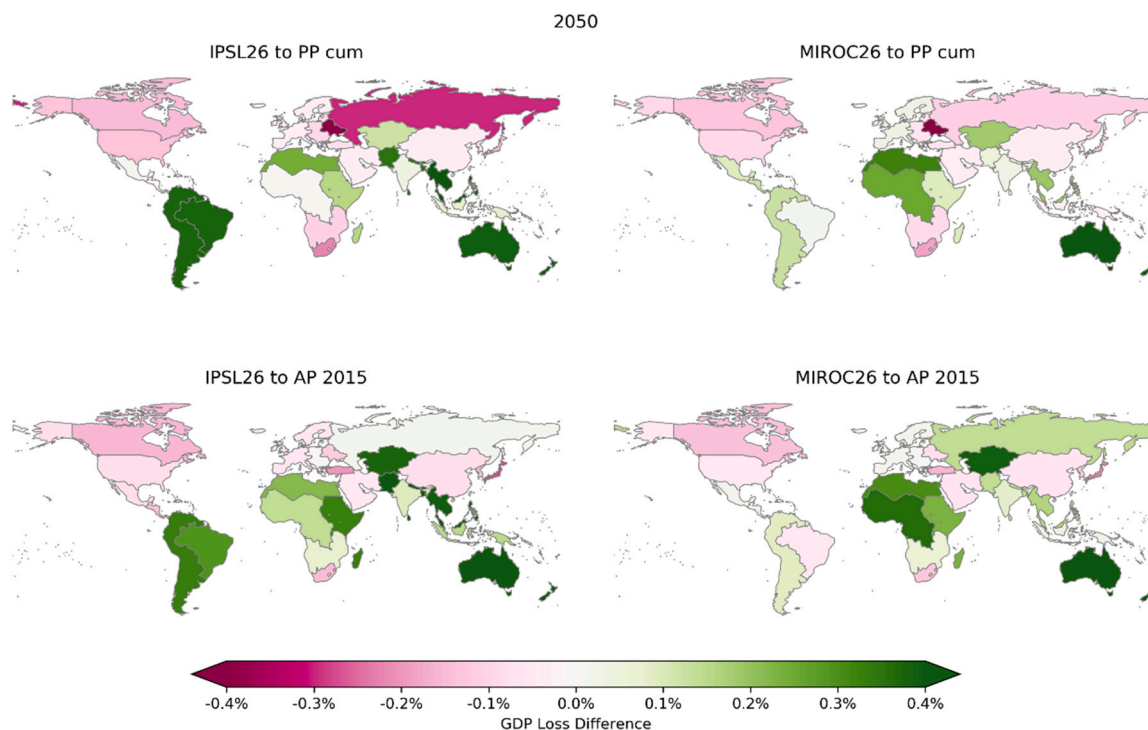 2050
IPSL26 to PP cum
MIROC26 to PP cum
IPSL26 to AP 2015
MIROC26 to AP 2015
-0.4% -0.3% -0.2% -0.1% 0.0% 0.1% 0.2% 0.3% 0.4%
GDP Loss Difference